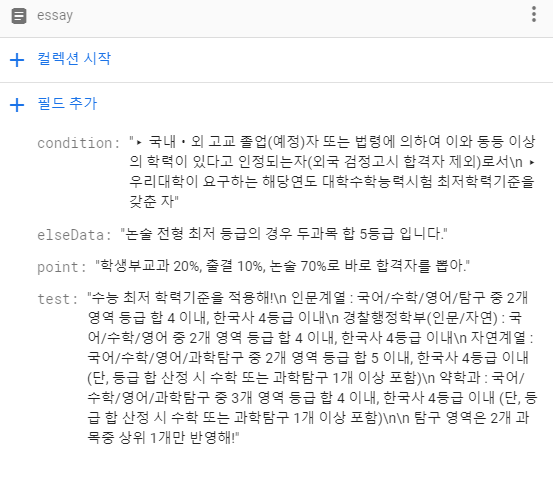 essay
컬렉션 시작
필드 추가
condition: "‣ 국내・외 고교 졸업(예정)자 또는 법령에 의하여 이와 동등 이상
의 학력이 있다고 인정되는자(외국 검정고시 합격자 제외)로서\n ‣
우리대학이 요구하는 해당연도 대학수학능력시험 최저학력기준을
갖춘 자"
elseData: "논술 전형 최저 등급의 경우 두과목 합 5등급 입니다."
point: "학생부교과 20%, 출결 10%, 논술 70%로 바로 합격자를 뽑아."
test: "수능 최저 학력기준을 적용해!\n 인문계열 : 국어/수학/영어/탐구 중 2개
영역 등급 합 4 이내, 한국사 4등급 이내\n 경찰행정학부(인문/자연) : 국
어/수학/영어 중 2개 영역 등급 합 4 이내, 한국사 4등급 이내\n 자연계열 :
국어/수학/영어/과학탐구 중 2개 영역 등급 합 5 이내, 한국사 4등급 이내
(단, 등급 합 산정 시 수학 또는 과학탐구 1개 이상 포함)\n 약학과 : 국어/
수학/영어/과학탐구 중 3개 영역 등급 합 4 이내, 한국사 4등급 이내 (단, 등
급 합 산정 시 수학 또는 과학탐구 1개 이상 포함)\n\n 탐구 영역은 2개 과
목중 상위 1개만 반영해!"